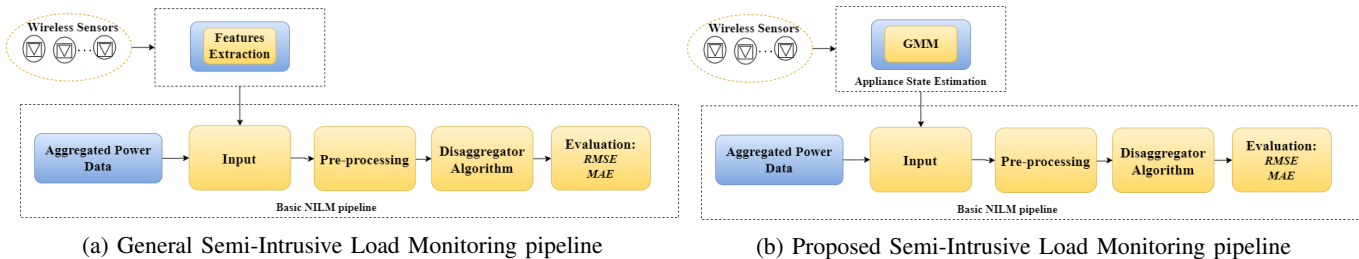 Wireless Sensors
Features
Extraction
Aggregated Power
Data
Input
Pre-processing
Disaggregator
Algorithm
Evaluation:
RMSE
MAE
Basic NILM pipeline
(a) General Semi-Intrusive Load Monitoring pipeline
Wireless Sensors
GMM
Appliance State Estimation
Aggregated Power
Data
Input
Pre-processing
Disaggregator
Algorithm
Evaluation:
RMSE
MAE
Basic NILM pipeline
(b) Proposed Semi-Intrusive Load Monitoring pipeline